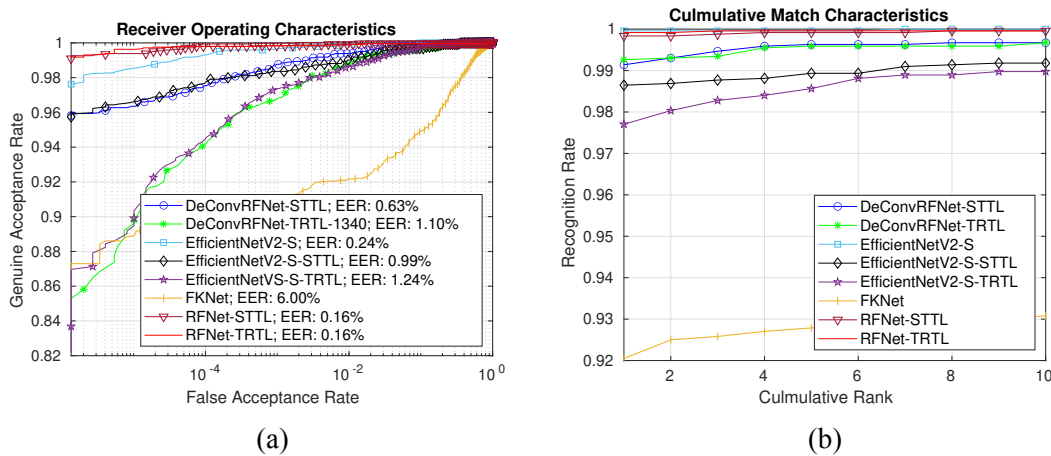 Receiver Operating Characteristics
Genuine Acceptance Rate
1
0.98
0.96
0.94
0.92
0.9
0.88
0.86
0.84
0.82
DeConvRFNet-STTL; EER: 0.63%
DeConvRFNet-TRTL-1340; EER: 1.10%
EfficientNetV2-S; EER: 0.24%
EfficientNetV2-S-STTL; EER: 0.99%
EfficientNetVS-S-TRTL; EER: 1.24%
FKNet; EER: 6.00%
RFNet-STTL; EER: 0.16%
RFNet-TRTL; EER: 0.16%
10-4 10-2 100
False Acceptance Rate
(a)
Culmulative Match Characteristics
Recognition Rate
1
0.99
0.98
0.97
0.96
0.95
0.94
0.93
0.92
DeConvRFNet-STTL
DeConvRFNet-TRTL
EfficientNetV2-S
EfficientNetV2-S-STTL
EfficientNetV2-S-TRTL
FKNet
RFNet-STTL
RFNet-TRTL
2 4 6 8 10
Culmulative Rank
(b)